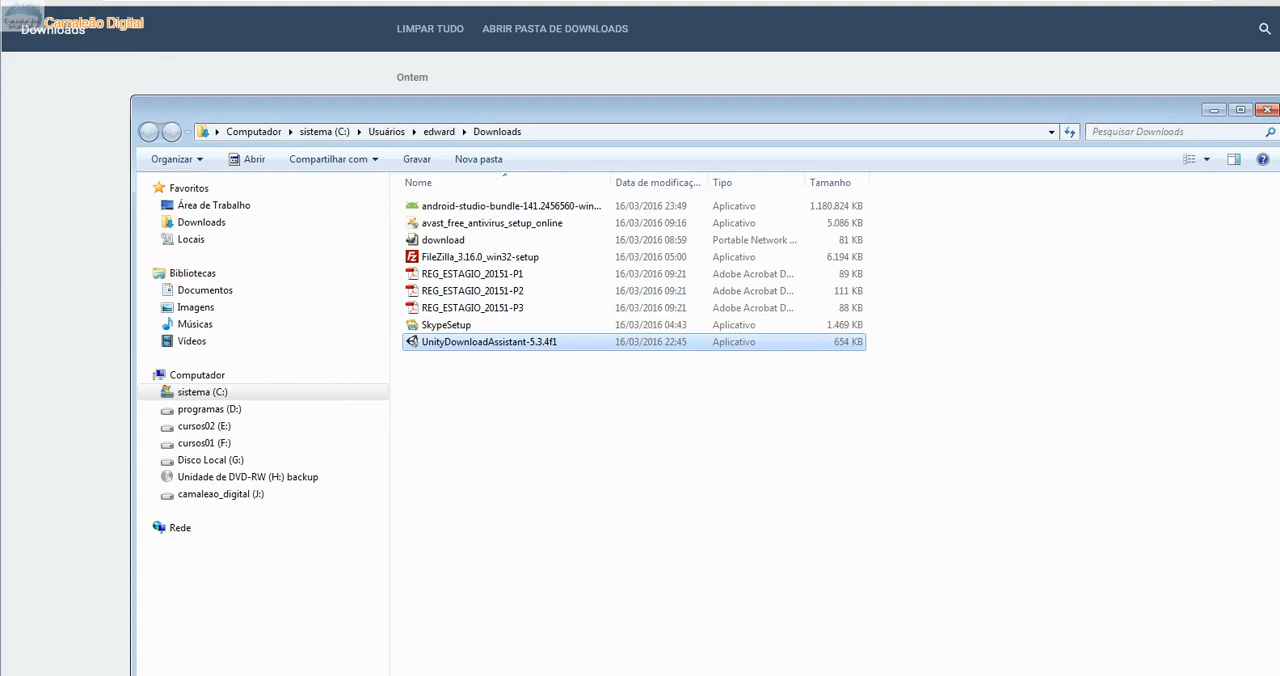 Camaleão Digital
Downloads
LIMPAR TUDO ABRIR PASTA DE DOWNLOADS
Ontem
Computador sistema (C:) Usuários edward Downloads Pesquisar Downloads
Organizar Abrir Compartilhar com Gravar Nova pasta
Nome Data de modificaç... Tipo Tamanho
android-studio-bundle-141.2456560-win... 16/03/2016 23:49 Aplicativo 1.180.824 KB
avast_free_antivirus_setup_online 16/03/2016 09:16 Aplicativo 5.086 KB
download 16/03/2016 08:59 Portable Network ... 81 KB
FileZilla_3.16.0_win32-setup 16/03/2016 05:00 Aplicativo 6.194 KB
REG_ESTAGIO_20151-P1 16/03/2016 09:21 Adobe Acrobat D... 89 KB
REG_ESTAGIO_20151-P2 16/03/2016 09:21 Adobe Acrobat D... 111 KB
REG_ESTAGIO_20151-P3 16/03/2016 09:21 Adobe Acrobat D... 88 KB
SkypeSetup 16/03/2016 04:43 Aplicativo 1.469 KB
UnityDownloadAssistant-5.3.4f1 16/03/2016 22:45 Aplicativo 654 KB
Favoritos
Área de Trabalho
Downloads
Locais
Bibliotecas
Documentos
Imagens
Músicas
Vídeos
Computador
sistema (C:)
programas (D:)
cursos02 (E:)
cursos01 (F:)
Disco Local (G:)
Unidade de DVD-RW (H:) backup
camaleao_digital (J:)
Rede